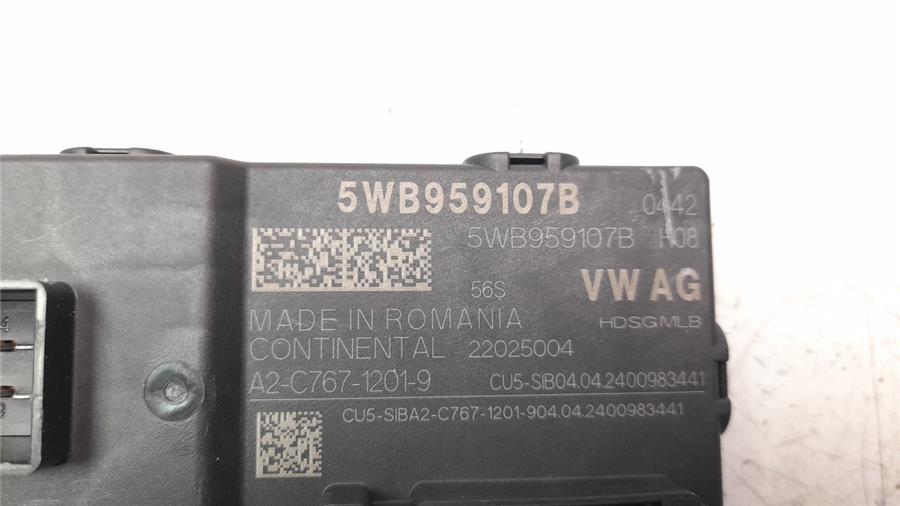 5WB959107B 0442
5WB959107B H08
56S VW AG
MADE IN ROMANIA HDSGMLB
CONTINENTAL 22025004
A2-C767-1201-9 CU5-SIB04.04.2400983441
CU5-SIBA2-C767-1201-904.04.2400983441
4